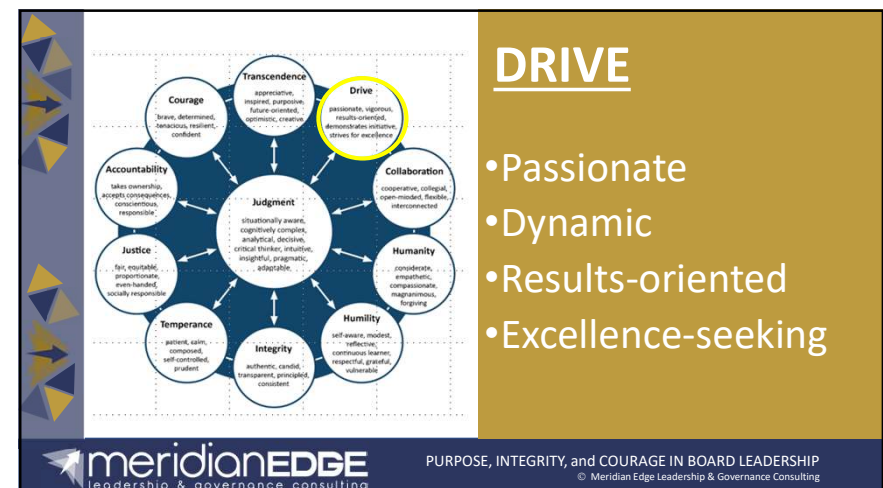 Transcendence
appreciative,
inspired, purposive,
future-oriented,
optimistic, creative
Drive
passionate, vigorous,
results-oriented,
demonstrates initiative,
strives for excellence
Collaboration
cooperative, collegial,
open-minded, flexible,
interconnected
Humanity
considerate,
empathetic,
compassionate,
magnanimous,
forgiving
Humility
self-aware, modest,
reflective,
continuous learner,
respectful, grateful,
vulnerable
Integrity
authentic, candid,
transparent, principled,
consistent
Temperance
patient, calm,
composed,
self-controlled,
prudent
Justice
fair, equitable,
proportionate,
even-handed,
socially responsible
Accountability
takes ownership,
accepts consequences,
conscientious,
responsible
Courage
brave, determined,
tenacious, resilient,
confident
Judgment
situationally aware,
cognitively complex,
analytical, decisive,
critical thinker, intuitive,
insightful, pragmatic,
adaptable
DRIVE
•Passionate
•Dynamic
•Results-oriented
•Excellence-seeking
meridianEDGE
leadership & governance consulting
PURPOSE, INTEGRITY, and COURAGE IN BOARD LEADERSHIP
© Meridian Edge Leadership & Governance Consulting